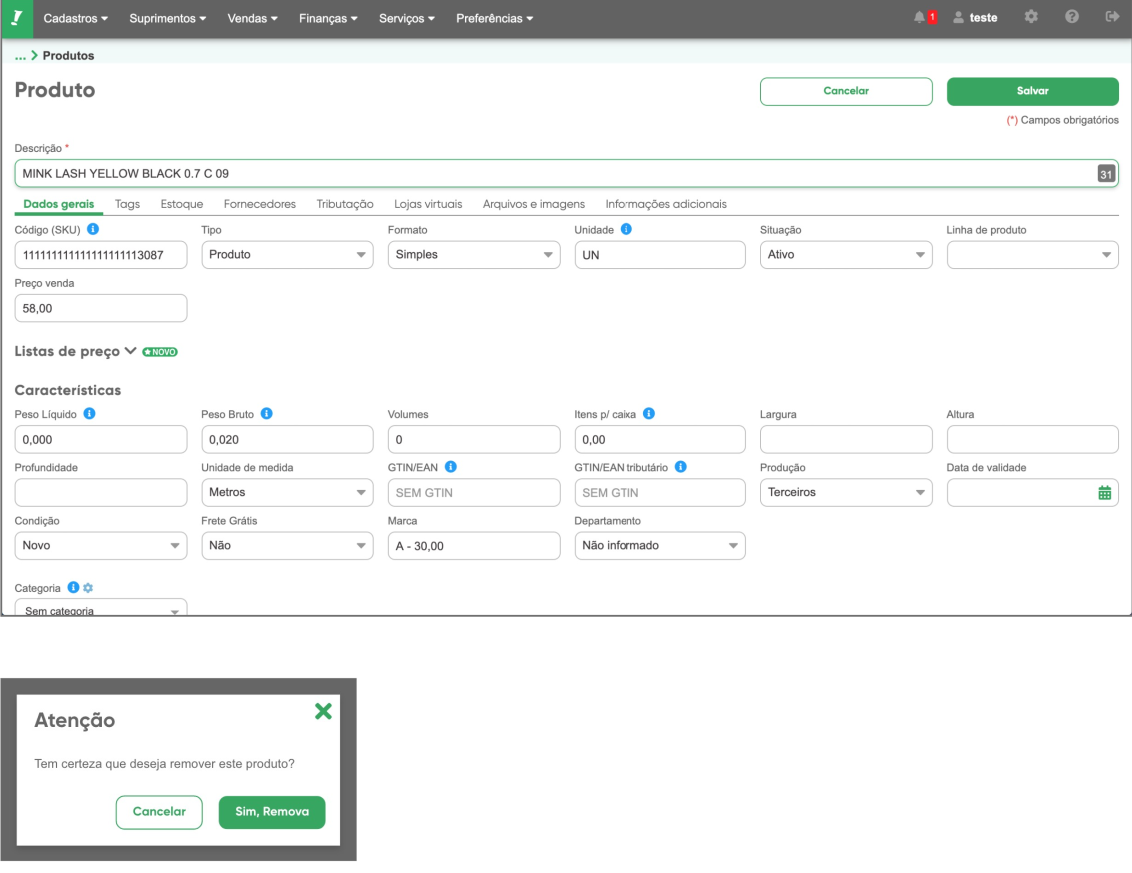 Cadastros Suprimentos Vendas Finanças Serviços Preferências 1 teste
... > Produtos
Produto Cancelar Salvar
(*) Campos obrigatórios
Descrição *
MINK LASH YELLOW BLACK 0.7 C 09 31
Dados gerais Tags Estoque Fornecedores Tributação Lojas virtuais Arquivos e imagens Informações adicionais
Código (SKU) Tipo Formato Unidade Situação Linha de produto
111111111111111111113087 Produto Simples UN Ativo
Preço venda
58,00
Listas de preço NOVO
Características
Peso Líquido Peso Bruto Volumes Itens p/ caixa Largura Altura
0,000 0,020 0 0,00
Profundidade Unidade de medida GTIN/EAN GTIN/EAN tributário Produção Data de validade
Metros SEM GTIN SEM GTIN Terceiros
Condição Frete Grátis Marca Departamento
Novo Não A - 30,00 Não informado
Categoria
Sem categoria
Atenção
Tem certeza que deseja remover este produto?
Cancelar Sim, Remova